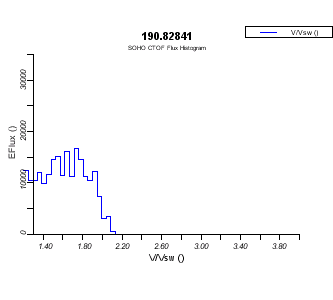 190.82841
SOHO CTOF Flux Histogram
V/Vsw ()
EFlux ()
30000
20000
10000
0
1.40 1.80 2.20 2.60 3.00 3.40 3.80
V/Vsw ()